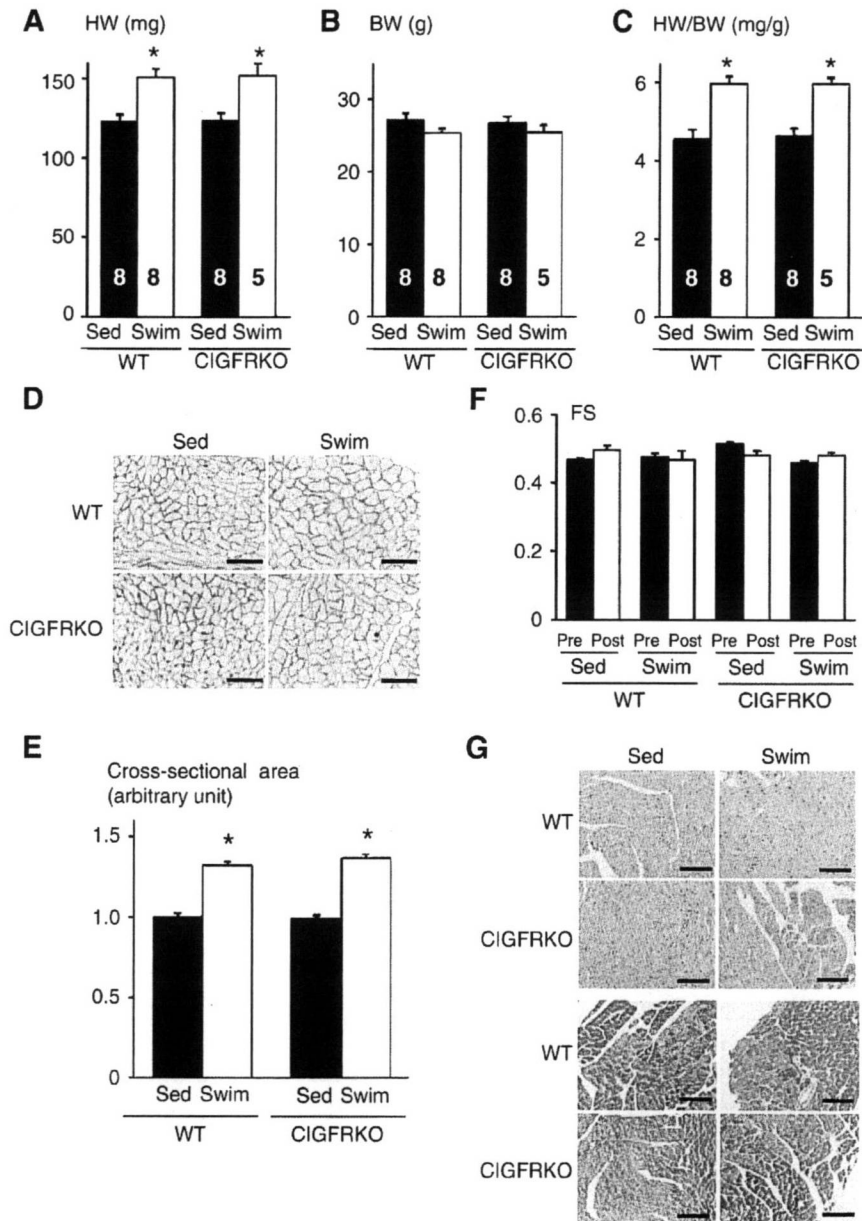 A HW (mg)
150
100
50
0
* *
8 8 8 5
Sed Swim Sed Swim
WT CIGFRKO
B BW (g)
30
20
10
0
8 8 8 5
Sed Swim Sed Swim
WT CIGFRKO
C HW/BW (mg/g)
6
4
2
0
* *
8 8 8 5
Sed Swim Sed Swim
WT CIGFRKO
D
Sed Swim
WT
CIGFRKO
E
Cross-sectional area
(arbitrary unit)
1.5
1.0
0.5
0
* *
Sed Swim Sed Swim
WT CIGFRKO
F
FS
0.6
0.4
0.2
0
Pre Post Pre Post Pre Post Pre Post
Sed Swim Sed Swim
WT CIGFRKO
G
Sed Swim
WT
CIGFRKO
WT
CIGFRKO